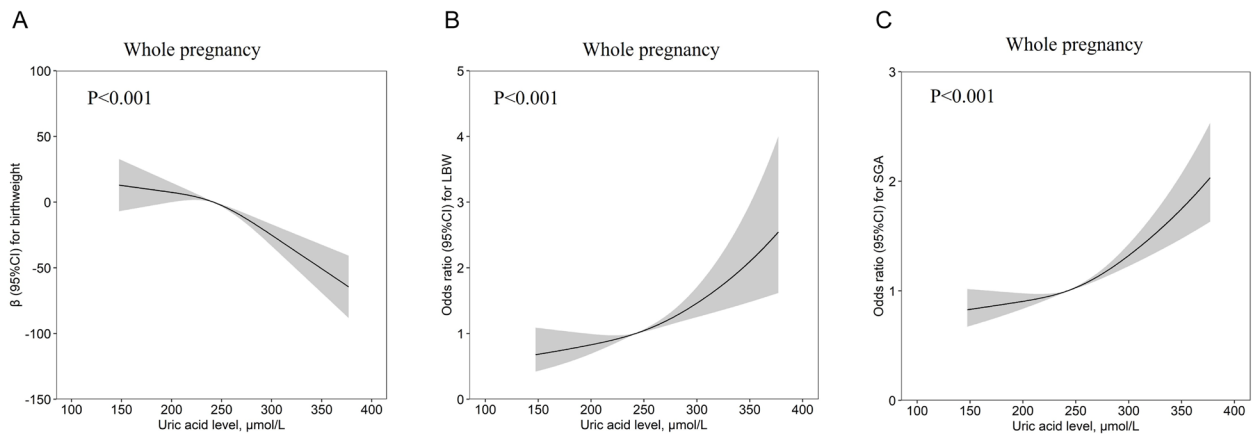 A
Whole pregnancy
P<0.001
β (95%CI) for birthweight
100
50
0
-50
-100
-150
100 150 200 250 300 350 400
Uric acid level, μmol/L
B
Whole pregnancy
P<0.001
Odds ratio (95%CI) for LBW
5
4
3
2
1
0
100 150 200 250 300 350 400
Uric acid level, μmol/L
C
Whole pregnancy
P<0.001
Odds ratio (95%CI) for SGA
3
2
1
0
100 150 200 250 300 350 400
Uric acid level, μmol/L